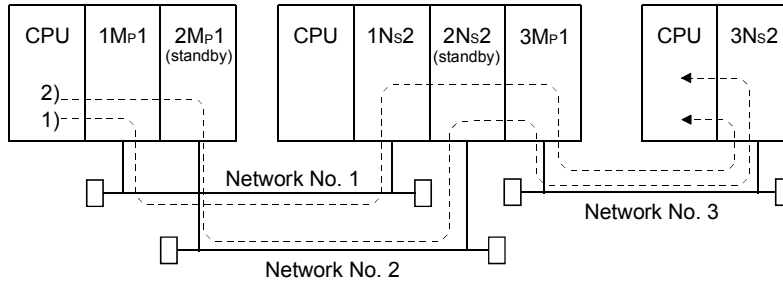 CPU 1MP1 2MP1 CPU 1NS2 2NS2 3MP1 CPU 3NS2
(standby) (standby)
2)
1)
Network No. 1
Network No. 3
Network No. 2